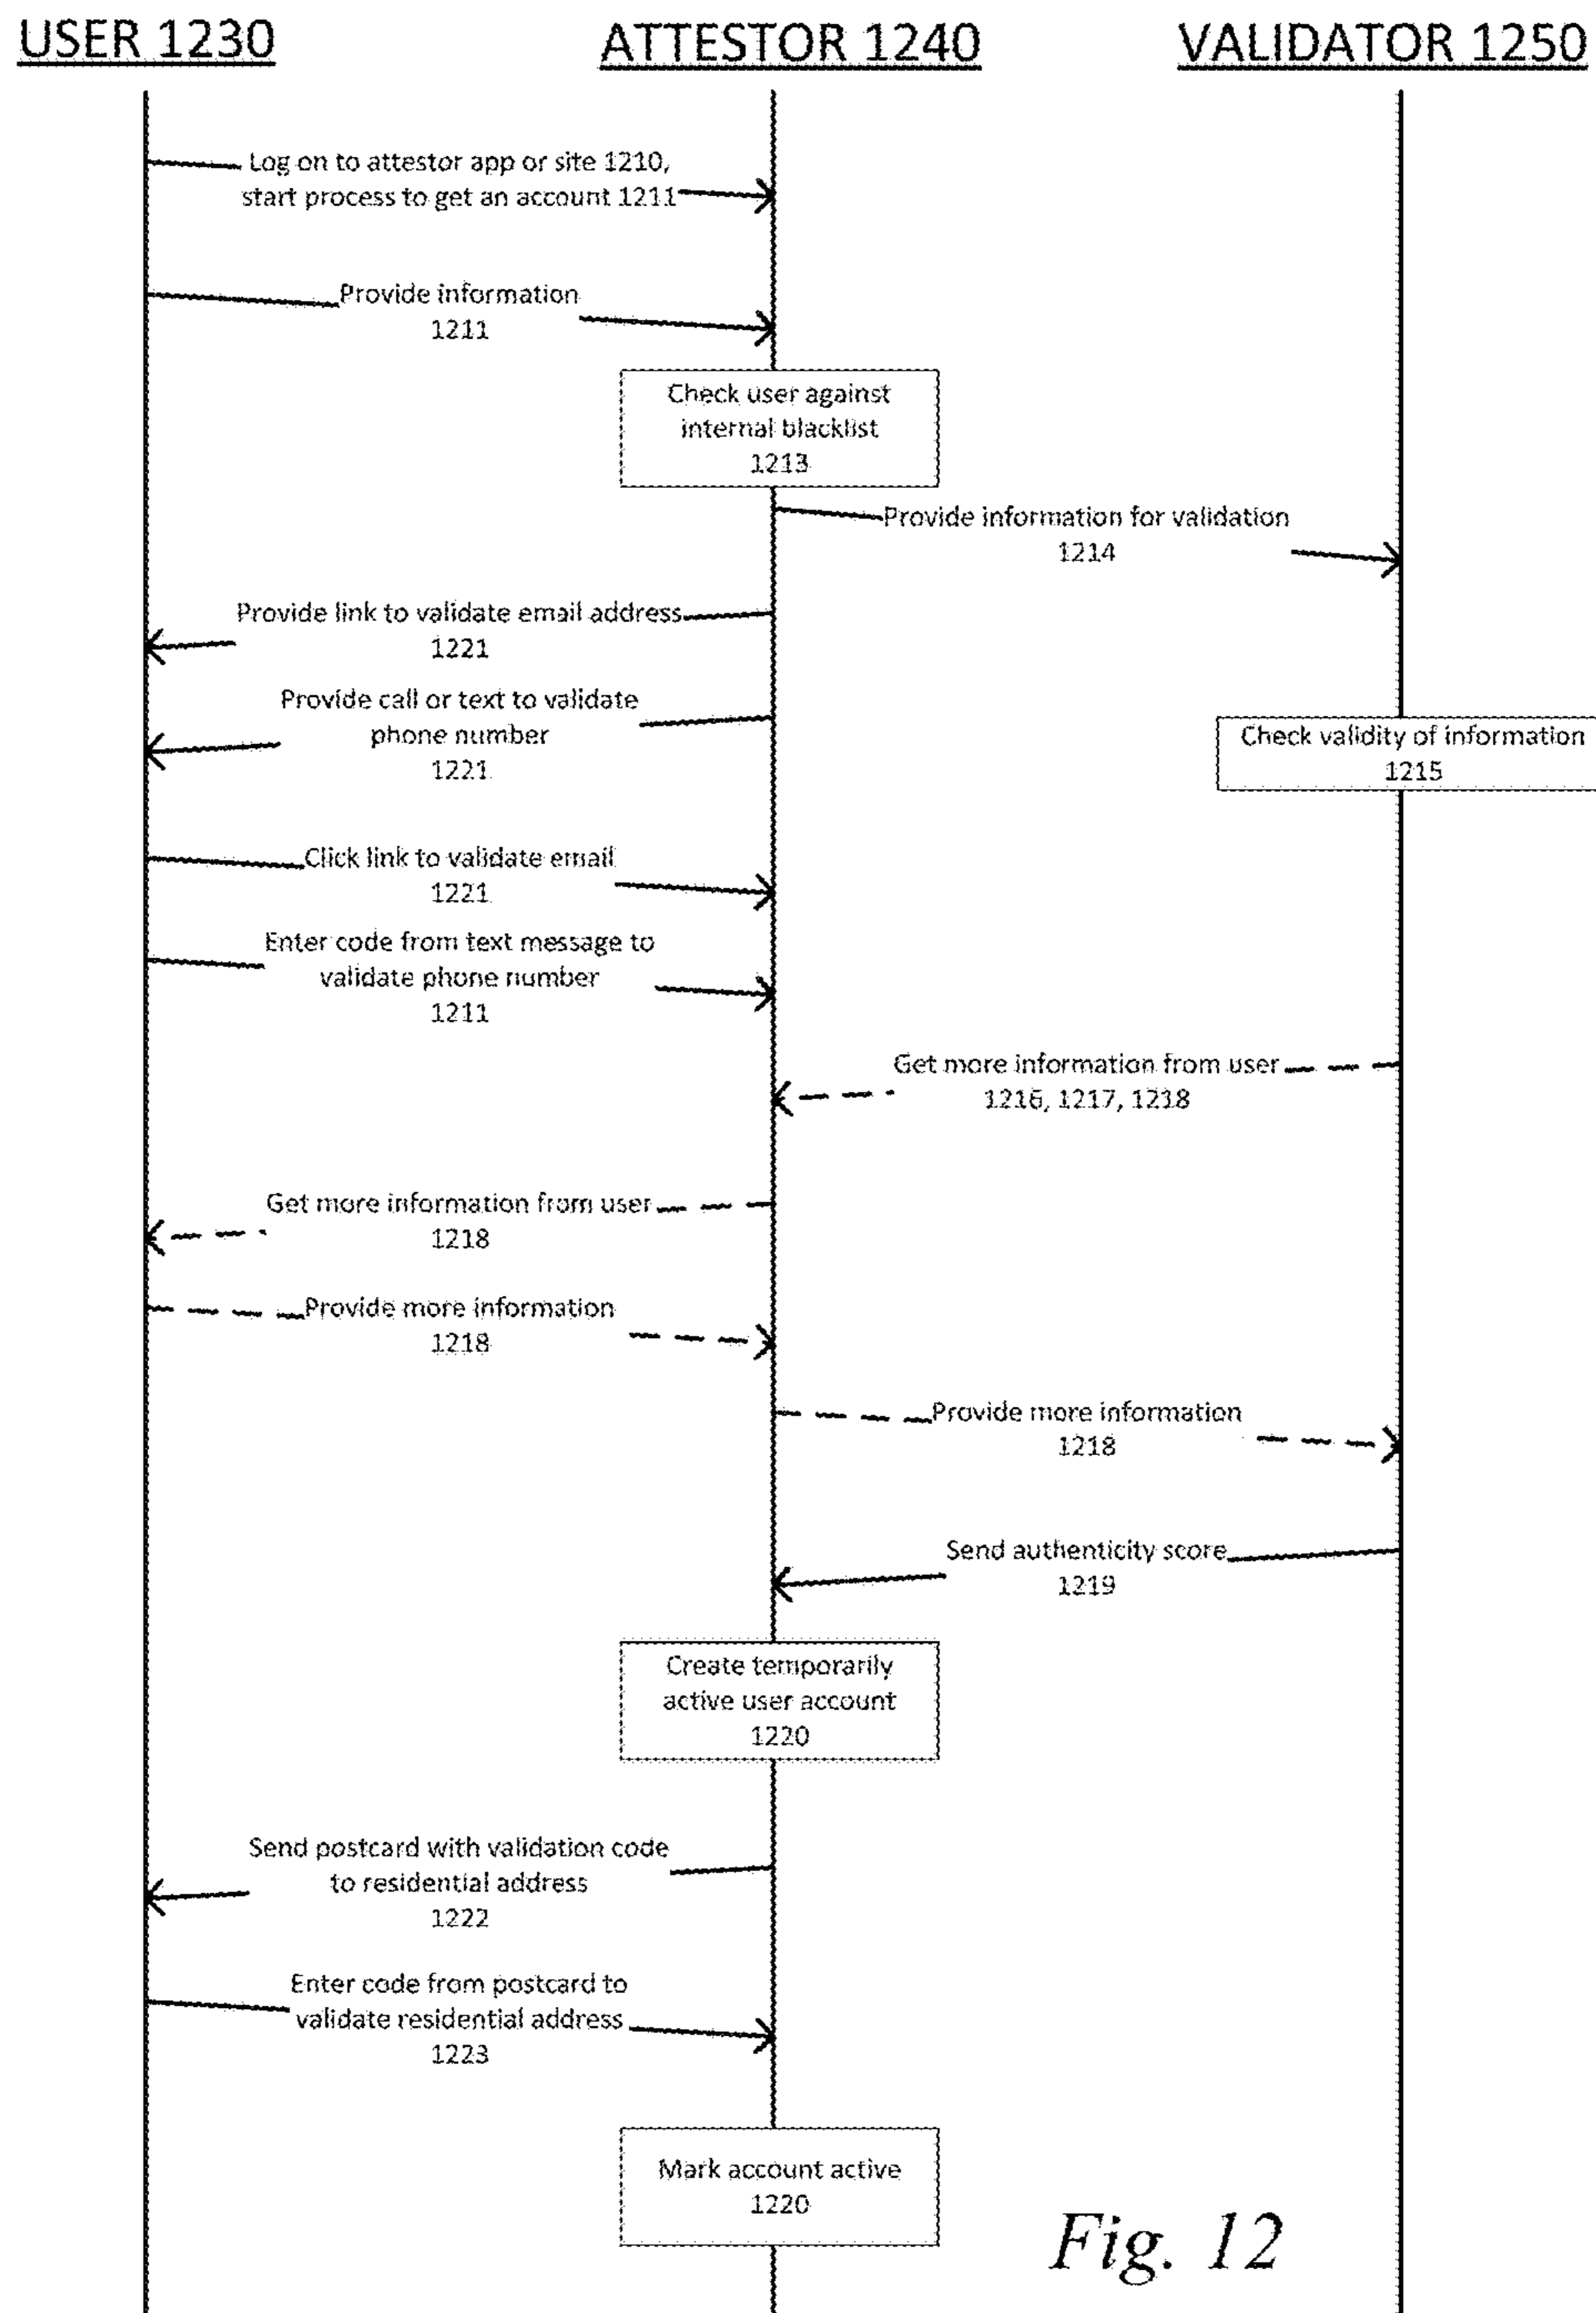 USER 1230
ATTESTOR 1240
VALIDATOR 1250
Log on to attestor app or site 1210,
start process to get an account 1211
Provide information
1211
Check user against
internal blacklist
1213
Provide information for validation
1214
Provide link to validate email address
1221
Provide call or text to validate
phone number
1221
Check validity of information
1215
Click link to validate email
1221
Enter code from text message to
validate phone number
1211
Get more information from user
1216, 1217, 1218
Get more information from user
1218
Provide more information
1218
Provide more information
1218
Send authenticity score
1219
Create temporarily
active user account
1220
Send postcard with validation code
to residential address
1222
Enter code from postcard to
validate residential address
1223
Mark account active
1220
Fig. 12